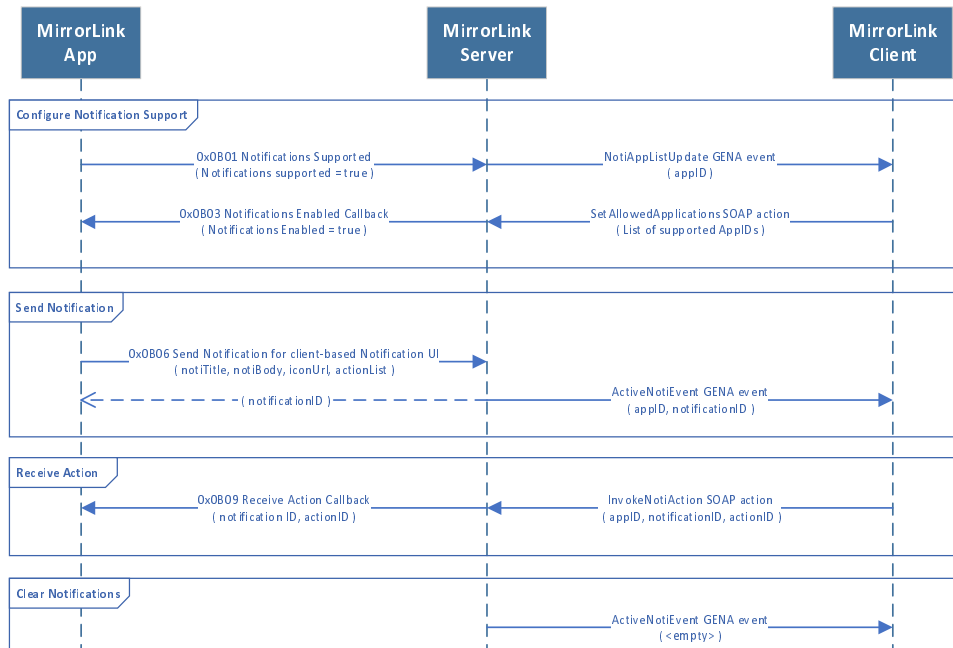 MirrorLink
App
MirrorLink
Server
MirrorLink
Client
Configure Notification Support
0x0B01 Notifications Supported
( Notifications supported = true )
NotiAppListUpdate GENA event
( appID )
0x0B03 Notifications Enabled Callback
( Notifications Enabled = true )
SetAllowedApplications SOAP action
( List of supported AppIDs )
Send Notification
0x0B06 Send Notification for client-based Notification UI
( notiTitle, notiBody, iconUrl, actionList )
( notificationID )
ActiveNotiEvent GENA event
( appID, notificationID )
Receive Action
0x0B09 Receive Action Callback
( notification ID, actionID )
InvokeNotiAction SOAP action
( appID, notificationID, actionID )
Clear Notifications
ActiveNotiEvent GENA event
( <empty> )